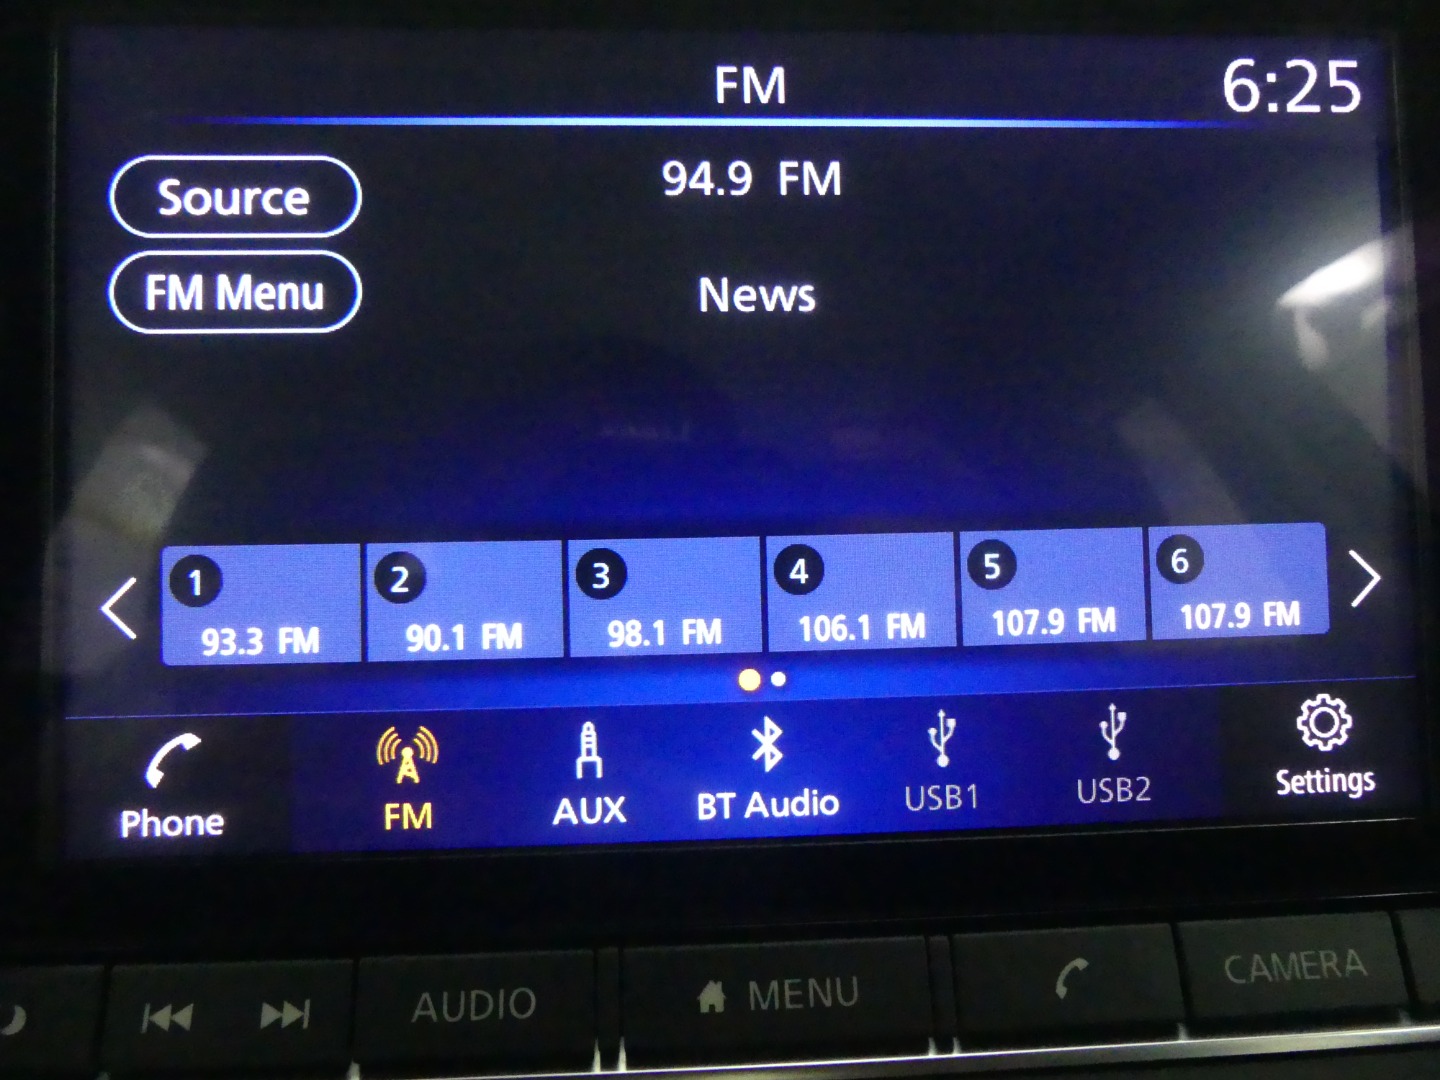 FM 6:25
Source
94.9 FM
FM Menu
News
1 2 3 4 5 6
93.3 FM 90.1 FM 98.1 FM 106.1 FM 107.9 FM 107.9 FM
Phone FM AUX BT Audio USB1 USB2 Settings
AUDIO MENU CAMERA